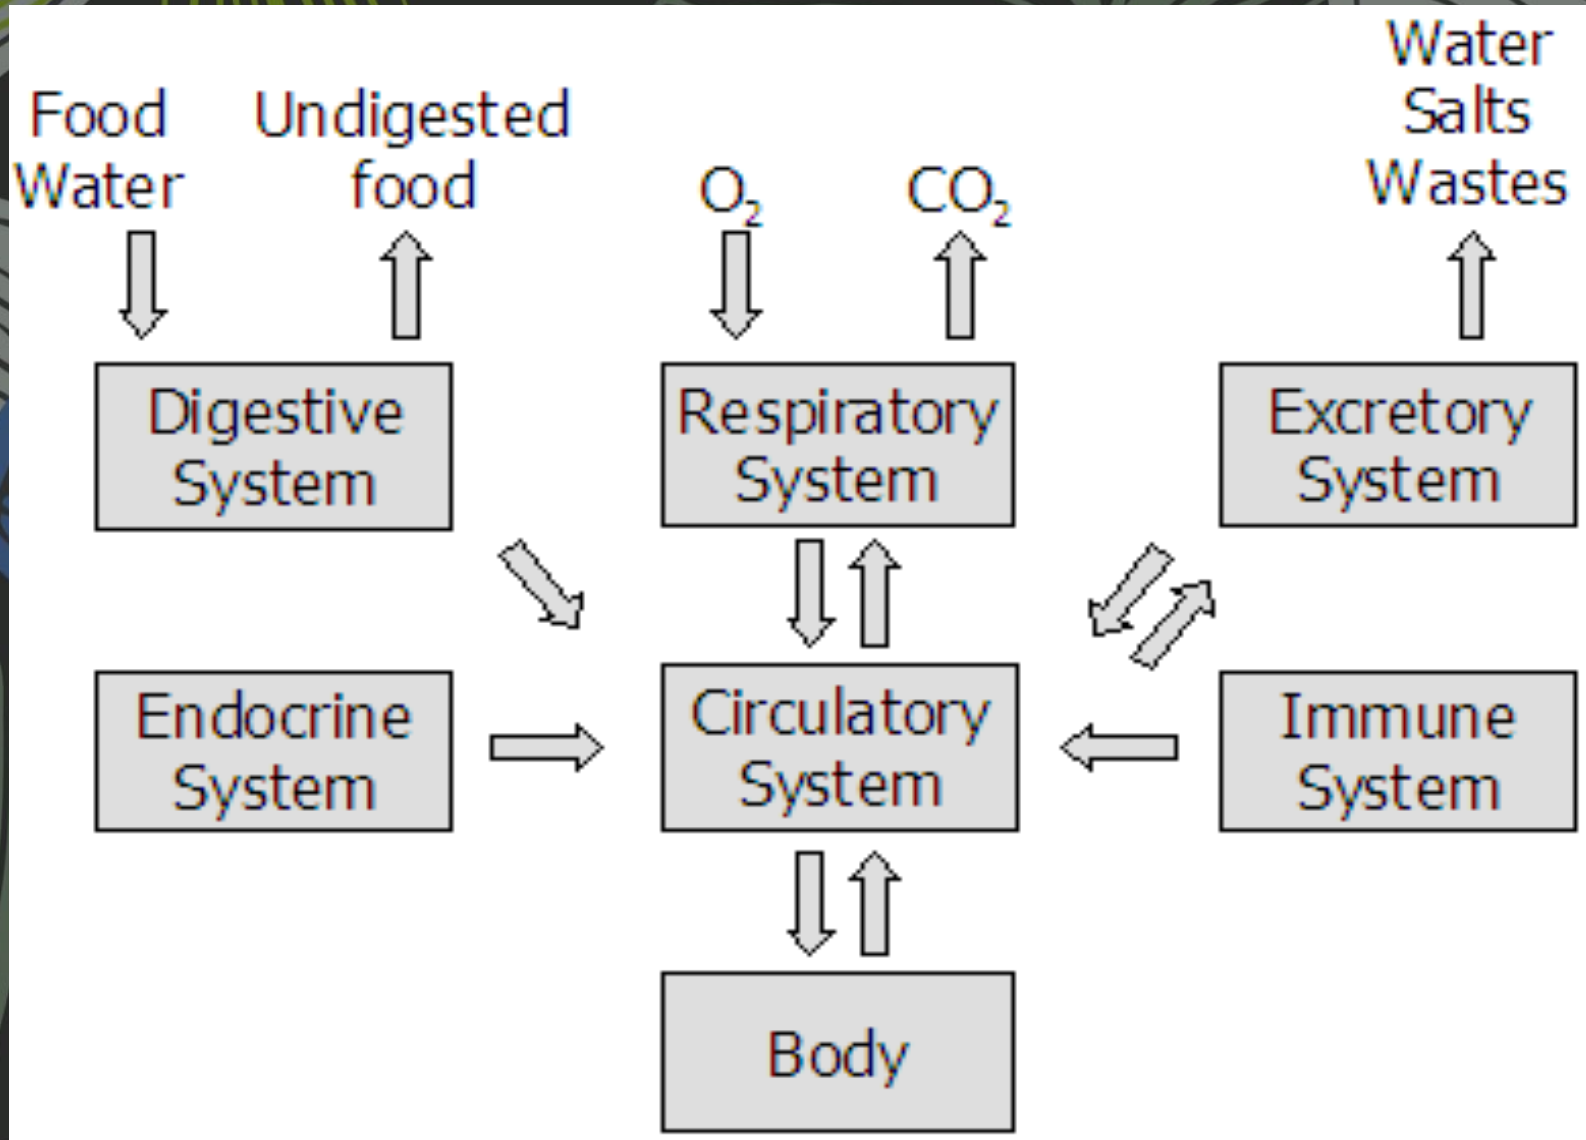 Food
Water
Undigested
food
O₂
CO₂
Water
Salts
Wastes
Digestive
System
Respiratory
System
Excretory
System
Endocrine
System
Circulatory
System
Immune
System
Body